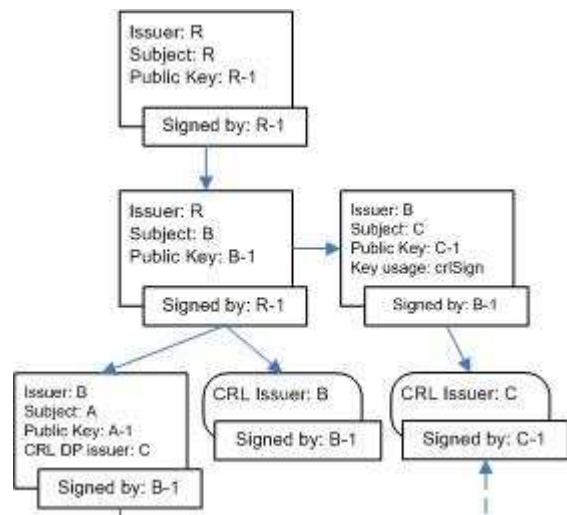 Issuer: R
Subject: R
Public Key: R-1
Signed by: R-1
Issuer: R
Subject: B
Public Key: B-1
Signed by: R-1
Issuer: B
Subject: C
Public Key: C-1
Key usage: crlSign
Signed by: B-1
Issuer: B
Subject: A
Public Key: A-1
CRL DP issuer: C
Signed by: B-1
CRL Issuer: B
Signed by: B-1
CRL Issuer: C
Signed by: C-1